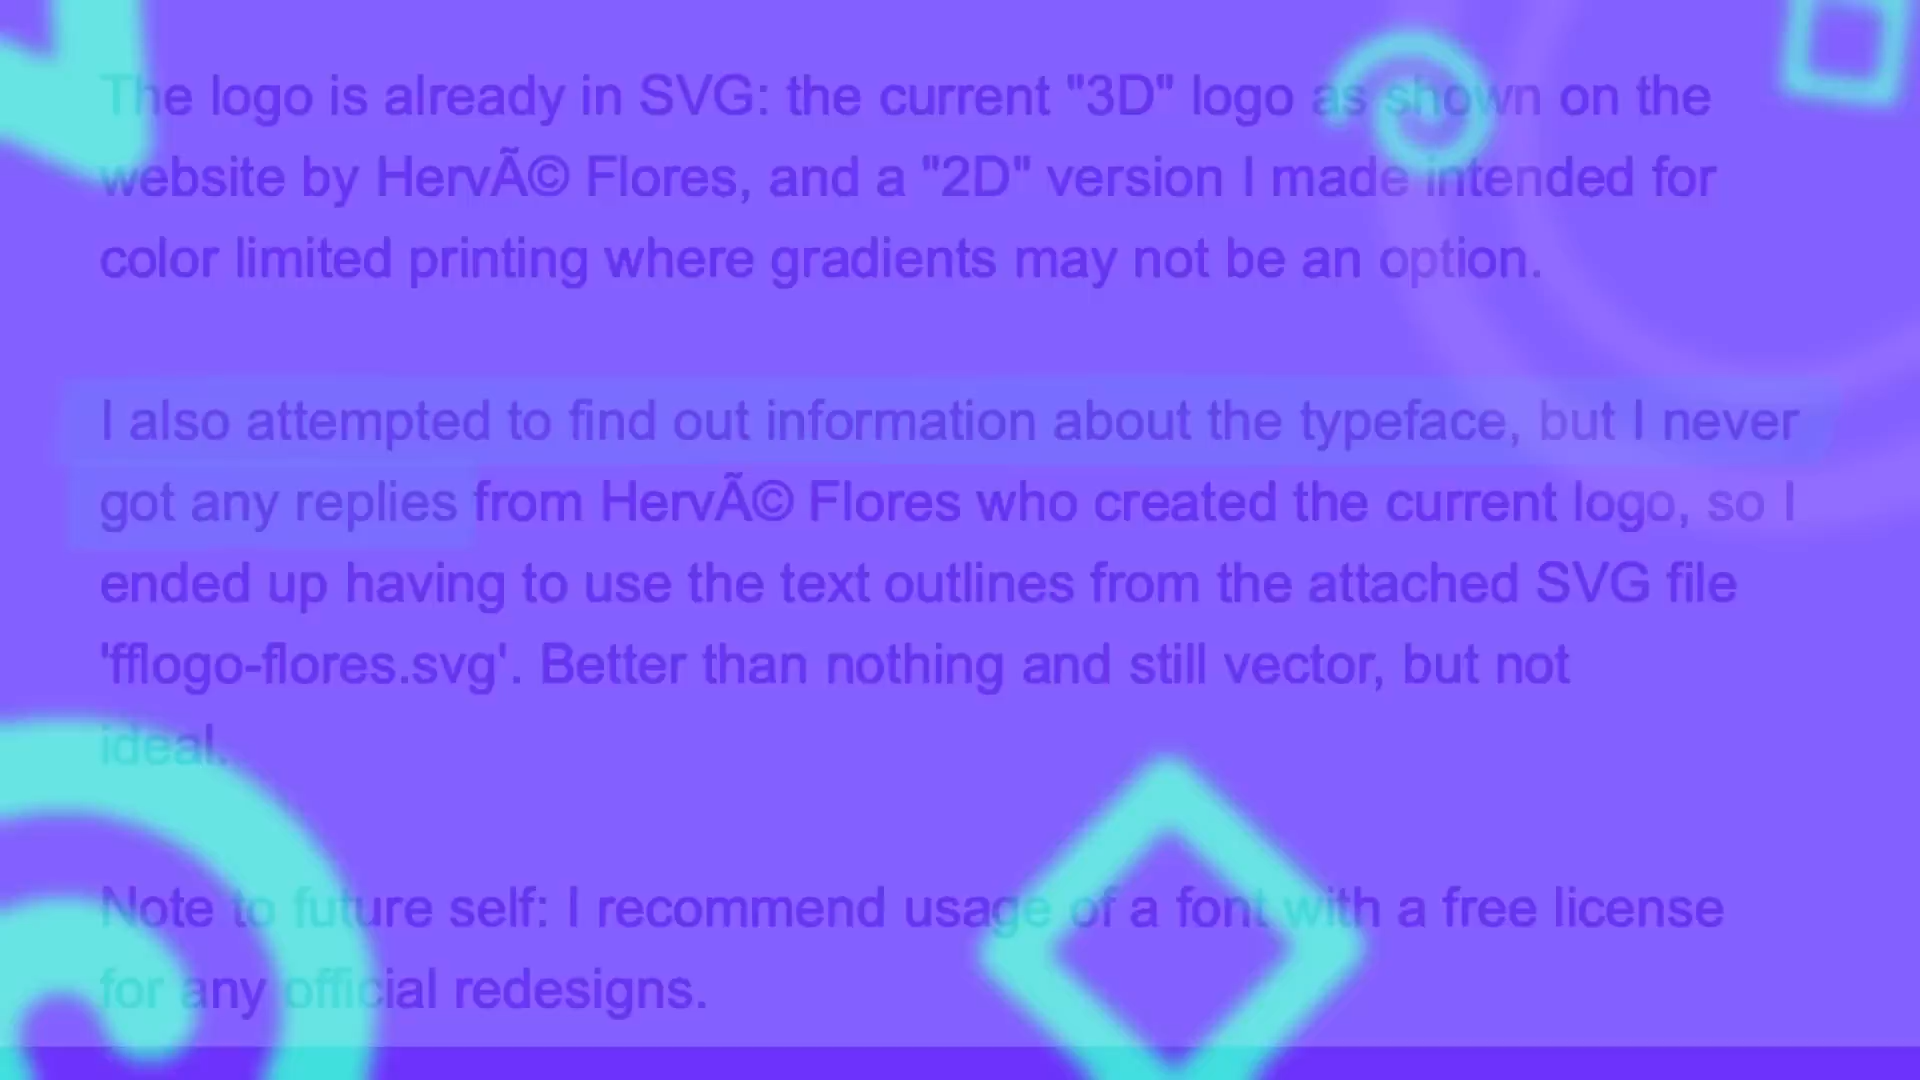 The logo is already in SVG: the current "3D" logo as shown on the
website by HervÃ© Flores, and a "2D" version I made intended for
color limited printing where gradients may not be an option.
I also attempted to find out information about the typeface, but I never
got any replies from HervÃ© Flores who created the current logo, so I
ended up having to use the text outlines from the attached SVG file
'fflogo-flores.svg'. Better than nothing and still vector, but not
ideal.
Note to future self: I recommend usage of a font with a free license
for any official redesigns.